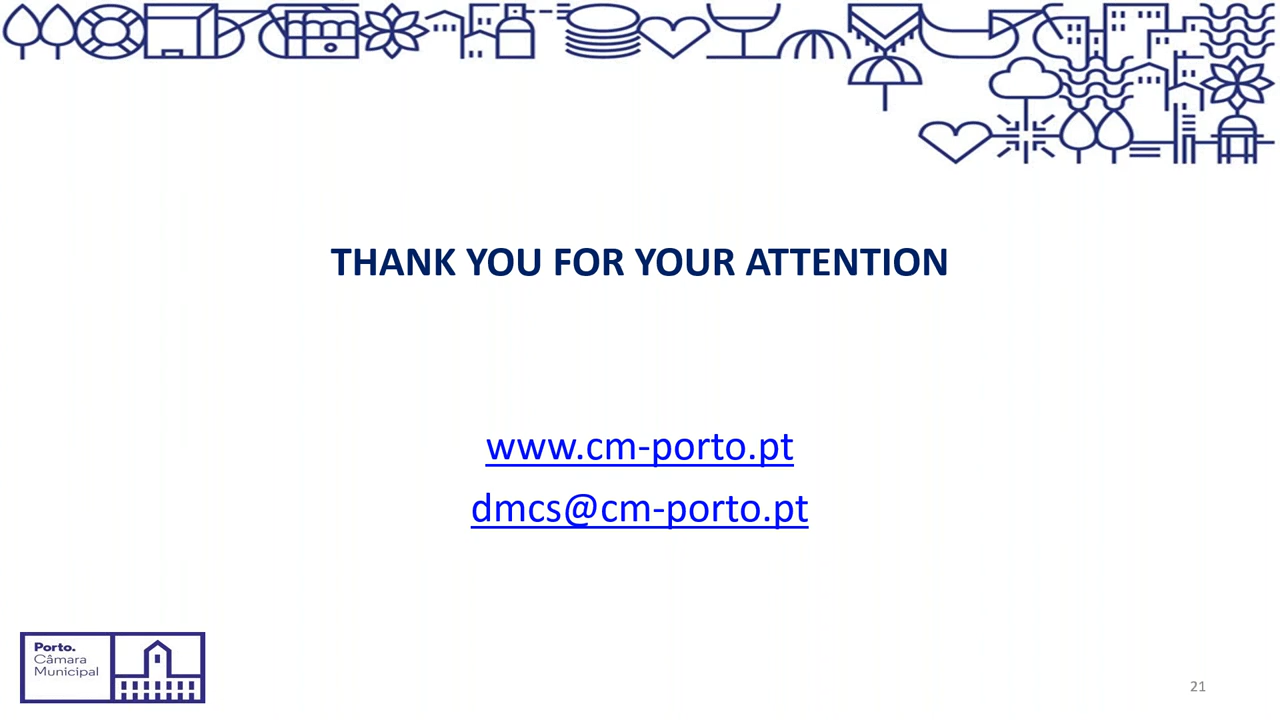 THANK YOU FOR YOUR ATTENTION
www.cm-porto.pt
dmcs@cm-porto.pt
Porto.
Câmara
Municipal
21